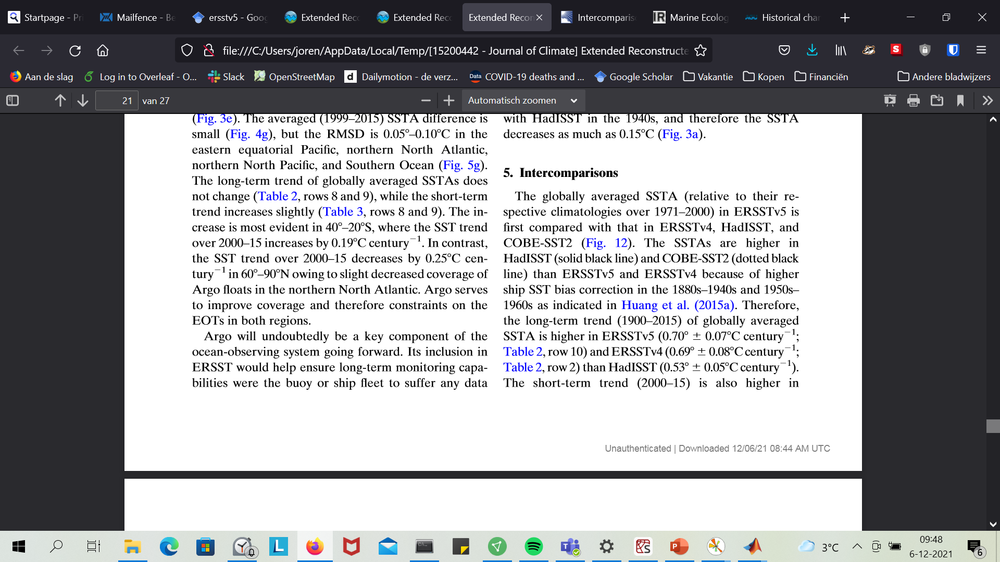 Startpage - Pri
Mailfence - Be
ersstv5 - Goog
Extended Reco
Extended Reco
Extended Recon
Intercomparis
IR Marine Ecolog
Historical char
file:///C:/Users/joren/AppData/Local/Temp/[15200442 - Journal of Climate] Extended Reconstructe
S
Aan de slag
Log in to Overleaf - O...
Slack
OpenStreetMap
d Dailymotion - de verz...
Data COVID-19 deaths and ...
Google Scholar
Vakantie
Kopen
Financiën
Andere bladwijzers
21 van 27
Automatisch zoomen
(Fig. 3e). The averaged (1999–2015) SSTA difference is
small (Fig. 4g), but the RMSD is 0.05°–0.10°C in the
eastern equatorial Pacific, northern North Atlantic,
northern North Pacific, and Southern Ocean (Fig. 5g).
The long-term trend of globally averaged SSTAs does
not change (Table 2, rows 8 and 9), while the short-term
trend increases slightly (Table 3, rows 8 and 9). The in-
crease is most evident in 40°–20°S, where the SST trend
over 2000–15 increases by 0.19°C century−1. In contrast,
the SST trend over 2000–15 decreases by 0.25°C cen-
tury−1 in 60°–90°N owing to slight decreased coverage of
Argo floats in the northern North Atlantic. Argo serves
to improve coverage and therefore constraints on the
EOTs in both regions.
Argo will undoubtedly be a key component of the
ocean-observing system going forward. Its inclusion in
ERSST would help ensure long-term monitoring capa-
bilities were the buoy or ship fleet to suffer any data
with HadISST in the 1940s, and therefore the SSTA
decreases as much as 0.15°C (Fig. 3a).
5. Intercomparisons
The globally averaged SSTA (relative to their re-
spective climatologies over 1971–2000) in ERSSTv5 is
first compared with that in ERSSTv4, HadISST, and
COBE-SST2 (Fig. 12). The SSTAs are higher in
HadISST (solid black line) and COBE-SST2 (dotted black
line) than ERSSTv5 and ERSSTv4 because of higher
ship SST bias correction in the 1880s–1940s and 1950s–
1960s as indicated in Huang et al. (2015a). Therefore,
the long-term trend (1900–2015) of globally averaged
SSTA is higher in ERSSTv5 (0.70° ± 0.07°C century−1;
Table 2, row 10) and ERSSTv4 (0.69° ± 0.08°C century−1;
Table 2, row 2) than HadISST (0.53° ± 0.05°C century−1).
The short-term trend (2000–15) is also higher in
Unauthenticated | Downloaded 12/06/21 08:44 AM UTC
L
3°C
09:48
6-12-2021
6